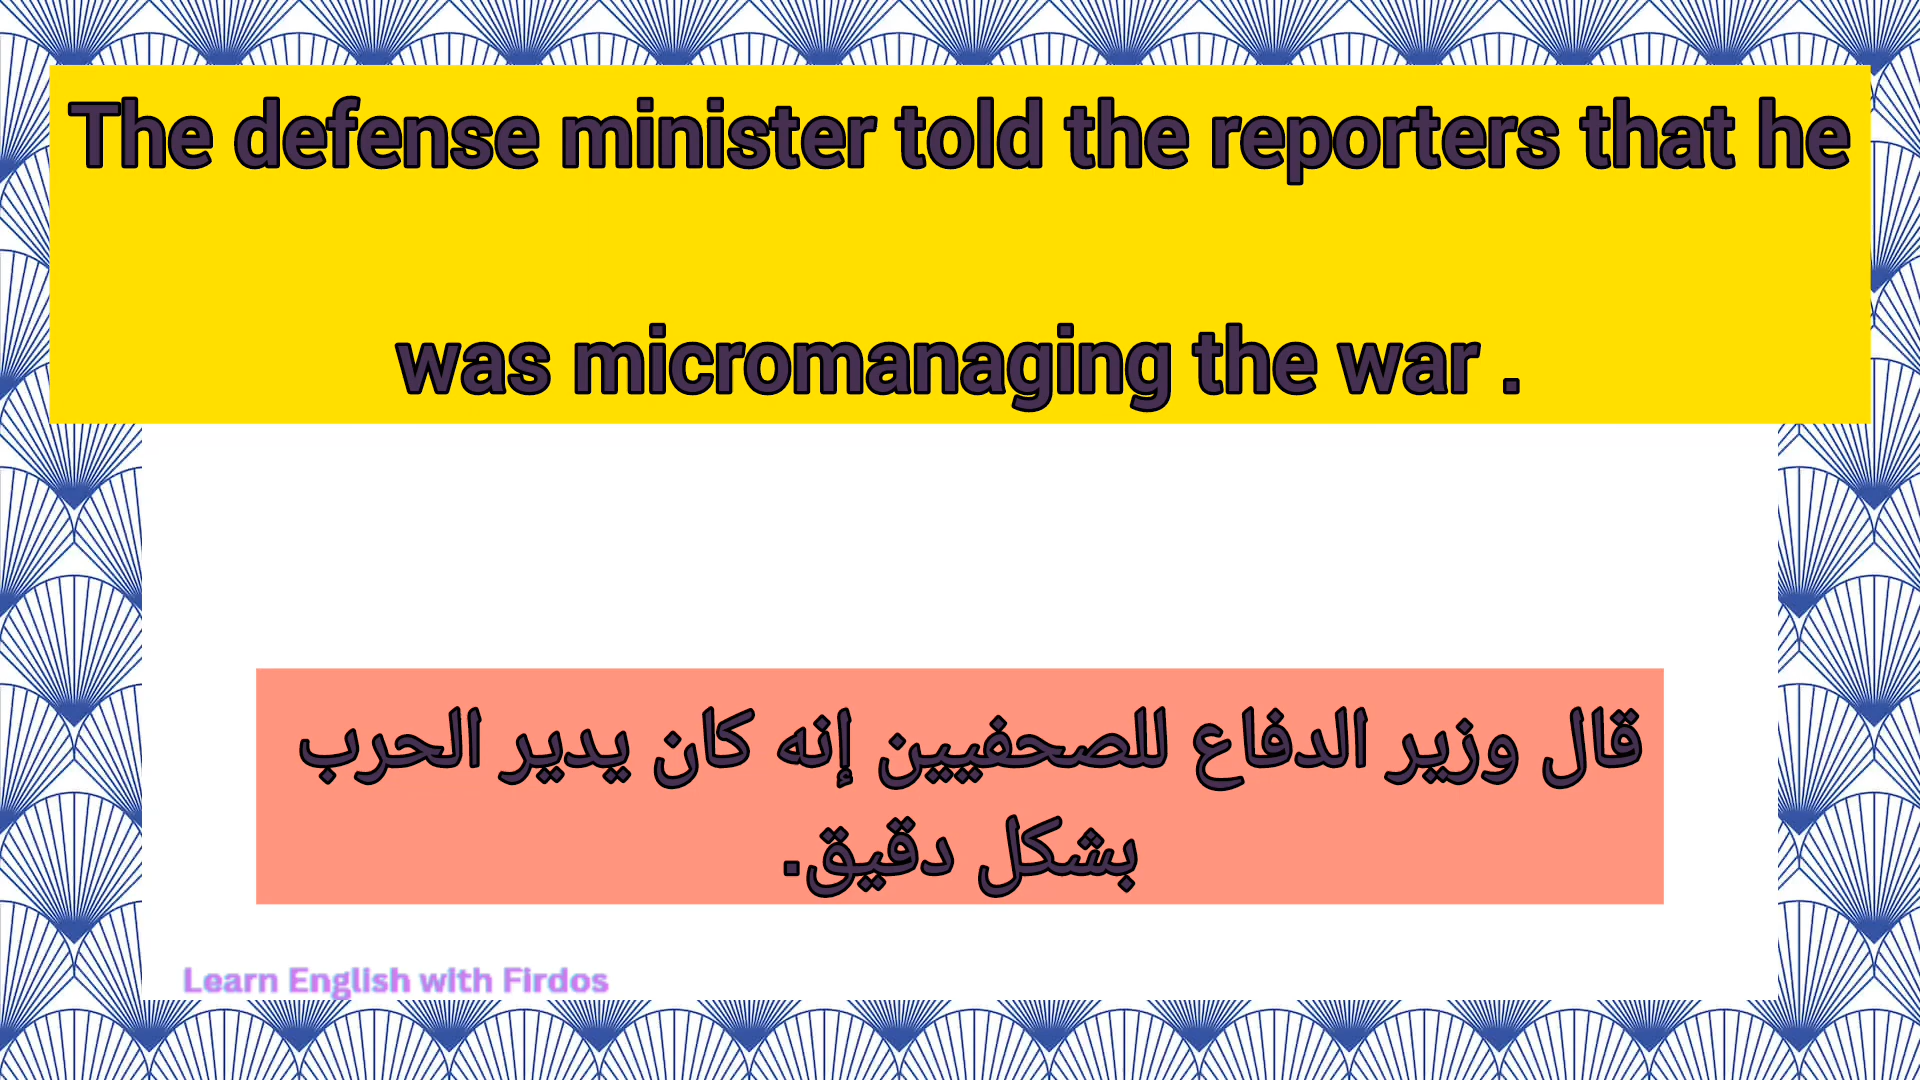 The defense minister told the reporters that he
was micromanaging the war .
قال وزير الدفاع للصحفيين إنه كان يدير الحرب
بشكل دقيق.
Learn English with Firdos